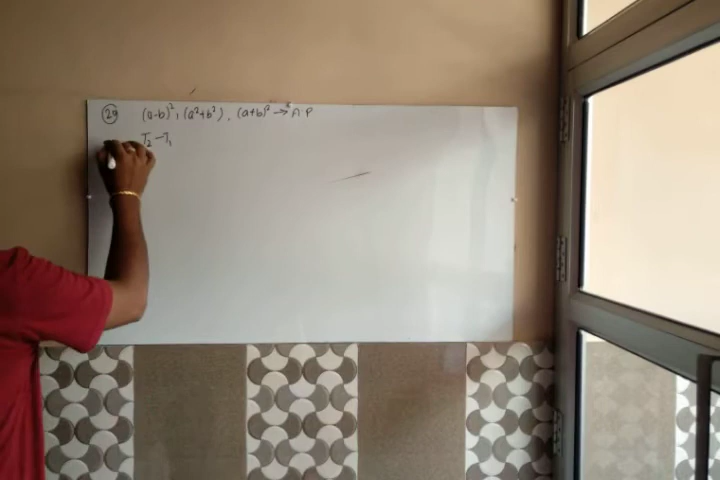 29 (a-b)², (a²+b²), (a+b)² → A P
T₂-T₁